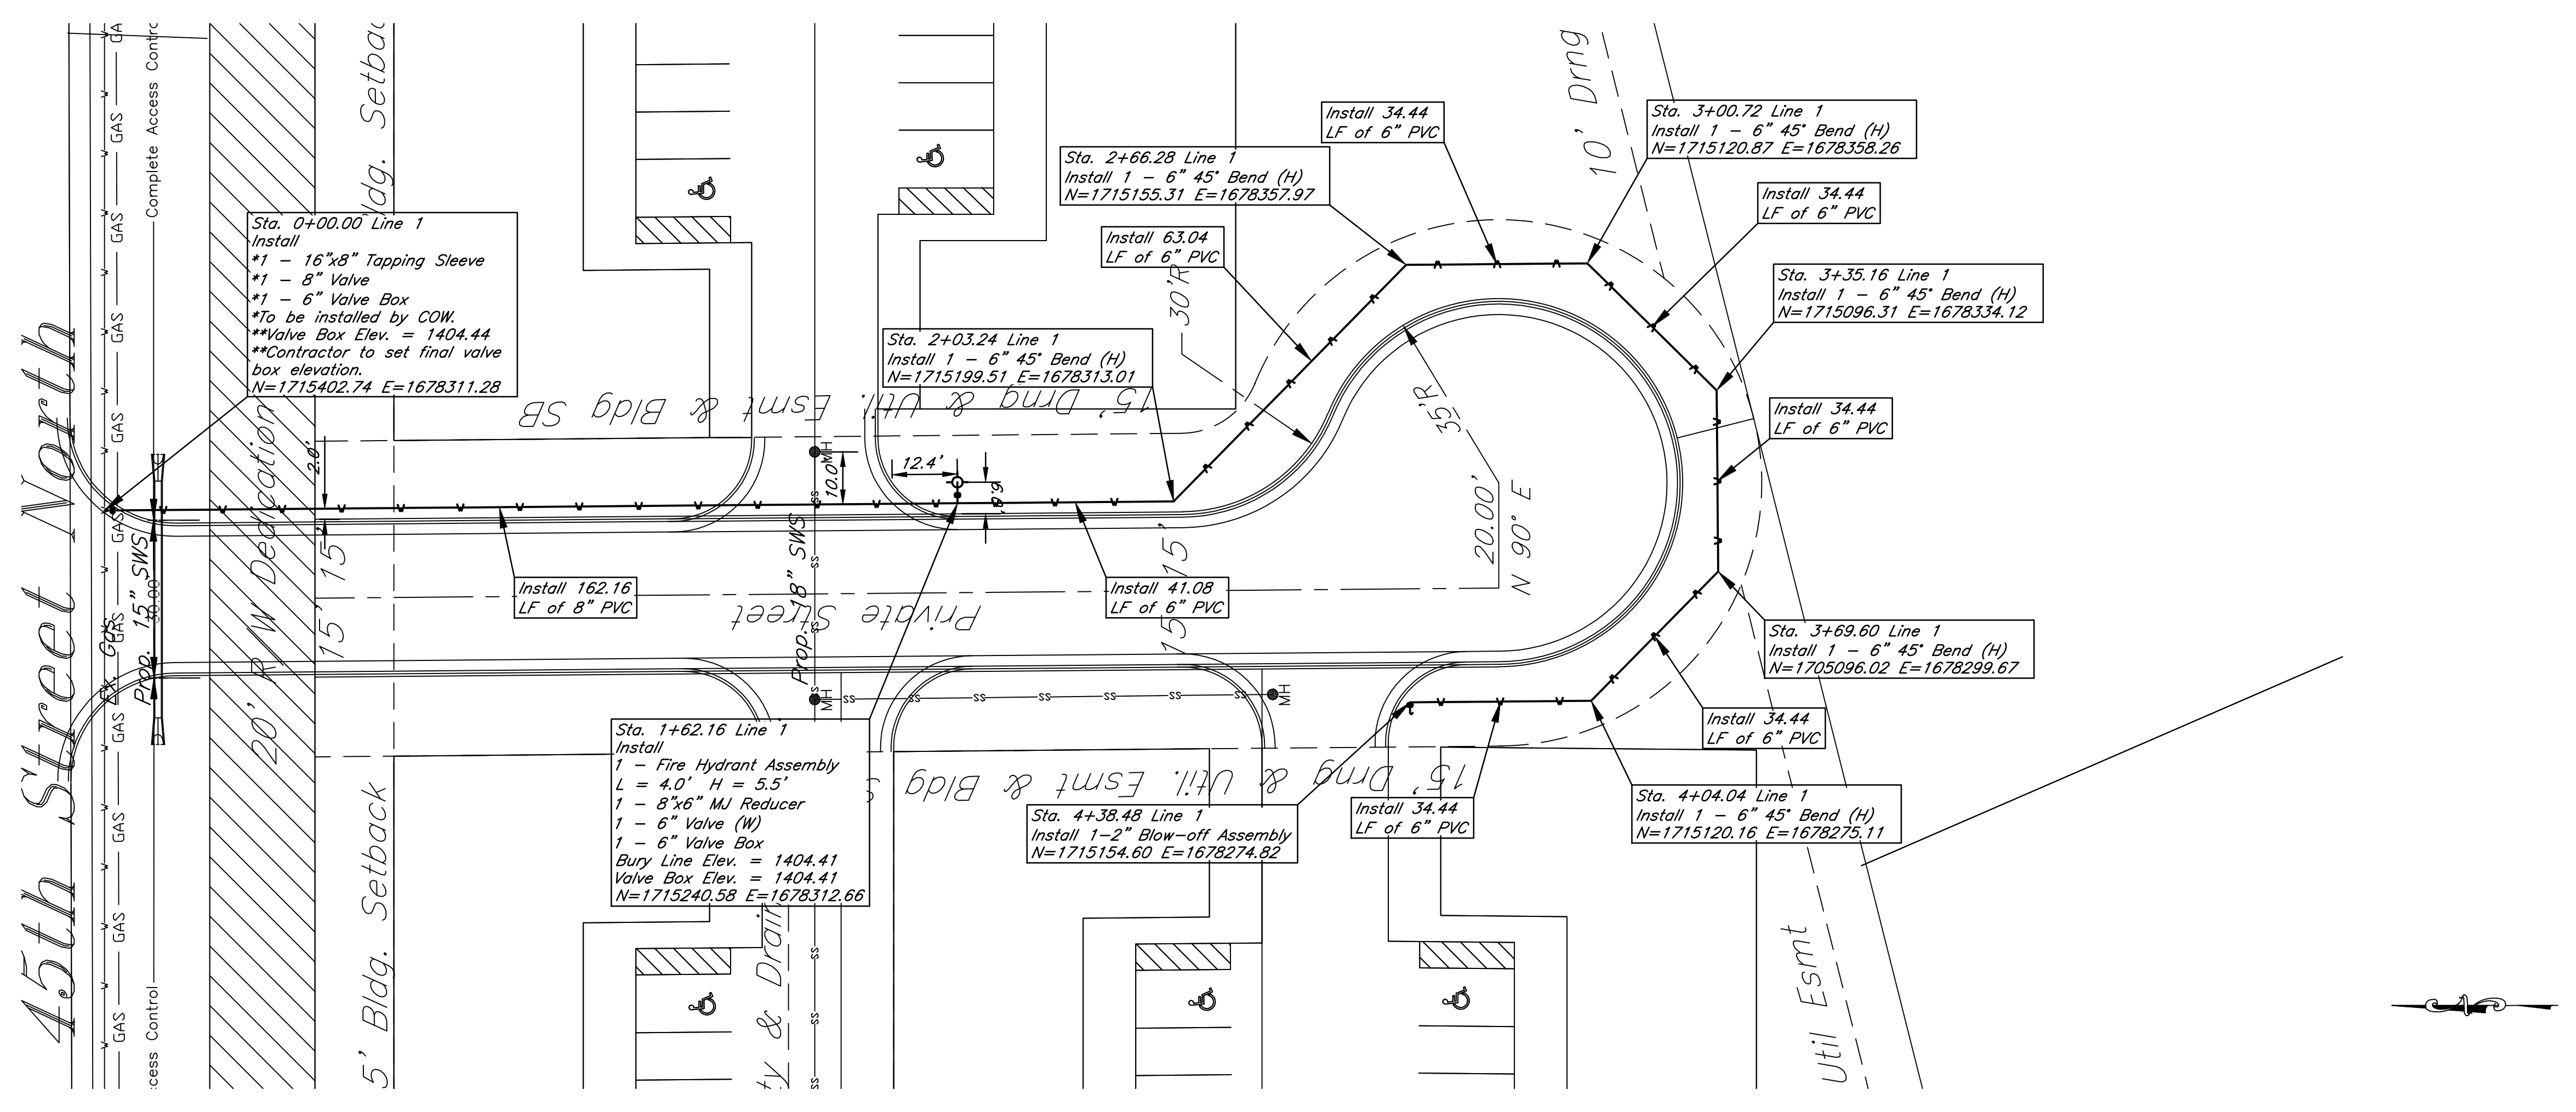 45th Street North
GAS
Ex. Gas
Prop. 15" SWS
30.00'
Complete Access Control
20' R/W Dedication
Sta. 0+00.00 Line 1
Install
*1 - 16"x8" Tapping Sleeve
*1 - 8" Valve
*1 - 6" Valve Box
*To be installed by COW.
**Valve Box Elev. = 1404.44
**Contractor to set final valve
box elevation.
N=1715402.74 E=1678311.28
2.0'
15'
15'
5' Bldg. Setback
Install 162.16
LF of 8" PVC
Prop. 18" SWS
MH
10.0'
12.4'
6.9'
Sta. 1+62.16 Line 1
Install
1 - Fire Hydrant Assembly
L = 4.0' H = 5.5'
1 - 8"x6" MJ Reducer
1 - 6" Valve (W)
1 - 6" Valve Box
Bury Line Elev. = 1404.41
Valve Box Elev. = 1404.41
N=1715240.58 E=1678312.66
Private Street
15' Drng & Util. Esmt & Bldg SB
Install 41.08
LF of 6" PVC
15'
15'
Sta. 2+03.24 Line 1
Install 1 - 6" 45° Bend (H)
N=1715199.51 E=1678313.01
Install 63.04
LF of 6" PVC
30'R
Sta. 2+66.28 Line 1
Install 1 - 6" 45° Bend (H)
N=1715155.31 E=1678357.97
Install 34.44
LF of 6" PVC
Sta. 3+00.72 Line 1
Install 1 - 6" 45° Bend (H)
N=1715120.87 E=1678358.26
Install 34.44
LF of 6" PVC
Sta. 3+35.16 Line 1
Install 1 - 6" 45° Bend (H)
N=1715096.31 E=1678334.12
Install 34.44
LF of 6" PVC
35'R
20.00'
N 90° E
10' Drng
Sta. 3+69.60 Line 1
Install 1 - 6" 45° Bend (H)
N=1705096.02 E=1678299.67
Install 34.44
LF of 6" PVC
Sta. 4+04.04 Line 1
Install 1 - 6" 45° Bend (H)
N=1715120.16 E=1678275.11
Install 34.44
LF of 6" PVC
Sta. 4+38.48 Line 1
Install 1-2" Blow-off Assembly
N=1715154.60 E=1678274.82
15' Drng & Util. Esmt & Bldg S
MH
MH
Util Esmt